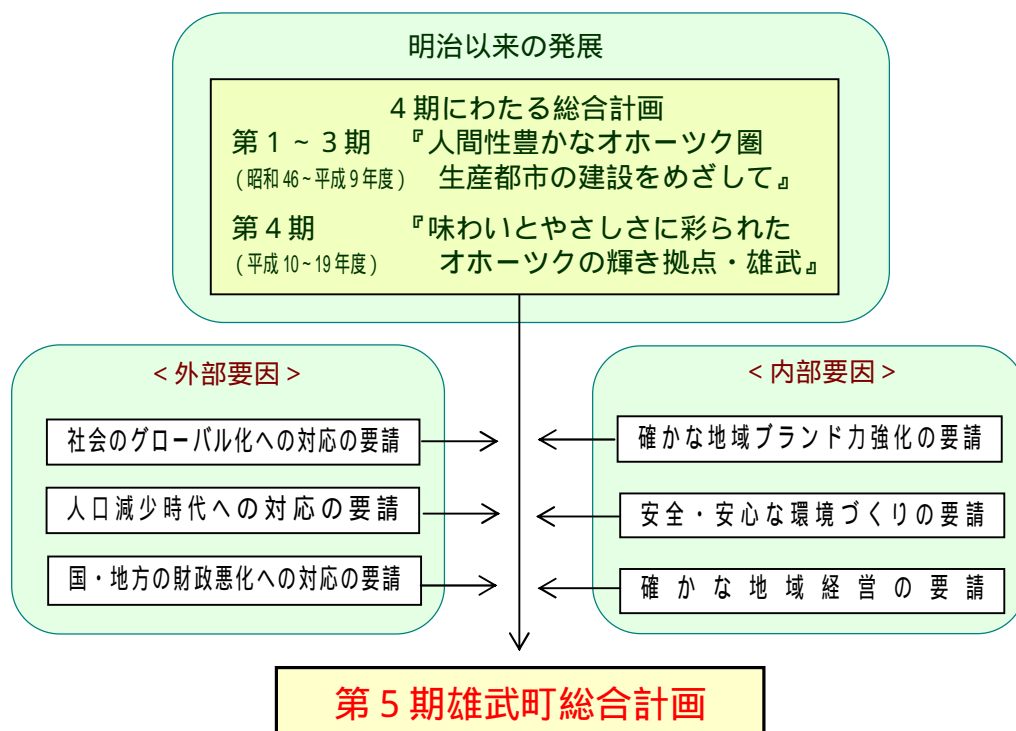 明治以来の発展
4期にわたる総合計画
第1~3期 『人間性豊かなオホーツク圏
(昭和46~平成9年度) 生産都市の建設をめざして』
第4期 『味わいとやさしさに彩られた
(平成10~19年度) オホーツクの輝き拠点・雄武』
<外部要因>
社会のグローバル化への対応の要請
人口減少時代への対応の要請
国・地方の財政悪化への対応の要請
<内部要因>
確かな地域ブランド力強化の要請
安全・安心な環境づくりの要請
確かな地域経営の要請
第5期雄武町総合計画